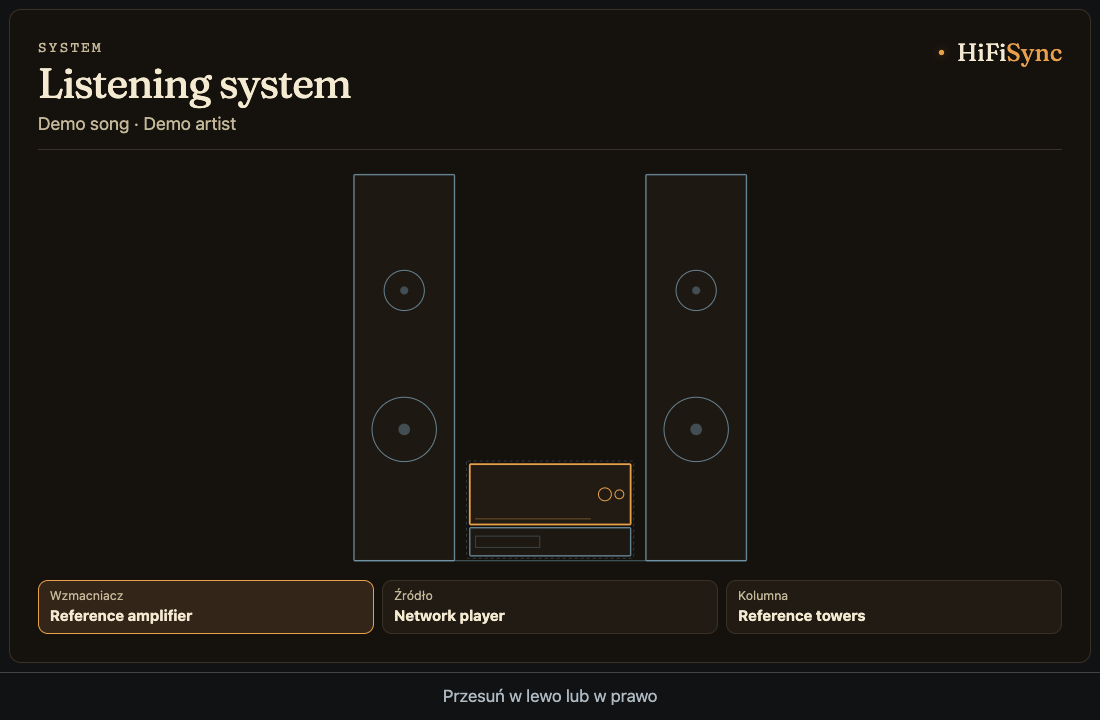 SYSTEM
Listening system
Demo song · Demo artist
HiFiSync
Wzmacniacz
Reference amplifier
Źródło
Network player
Kolumna
Reference towers
Przesuń w lewo lub w prawo